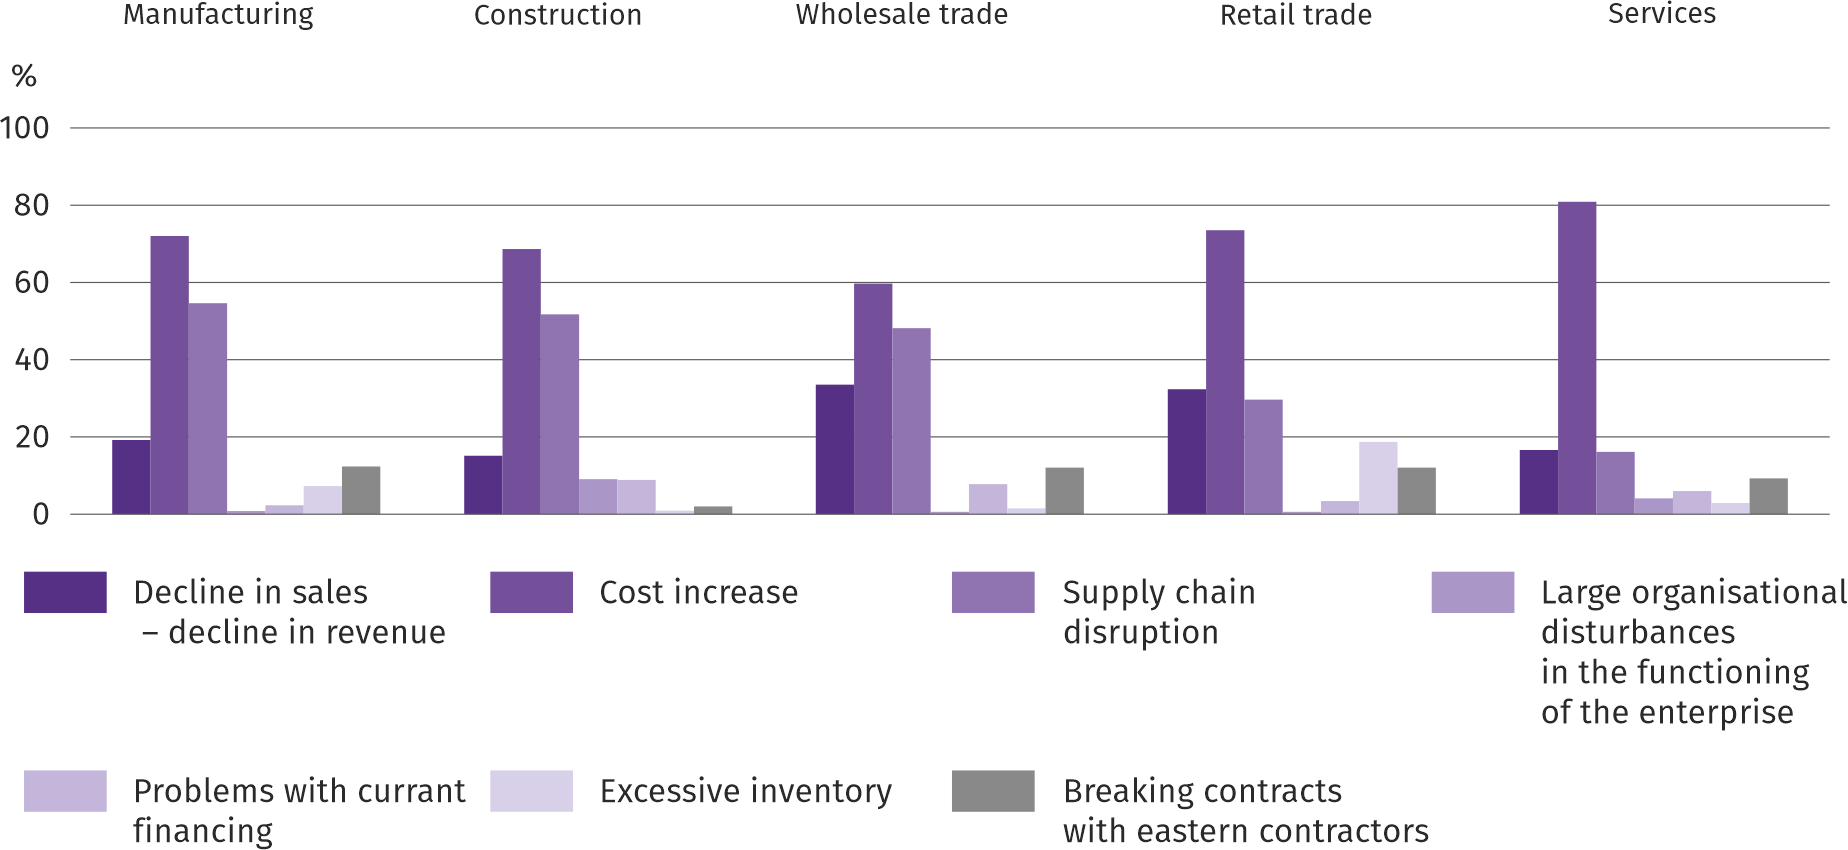 Manufacturing
Construction
Wholesale trade
Retail trade
Services
%
100
80
60
40
20
0
Decline in sales
– decline in revenue
Cost increase
Supply chain
disruption
Large organisational
disturbances
in the functioning
of the enterprise
Problems with currant
financing
Excessive inventory
Breaking contracts
with eastern contractors